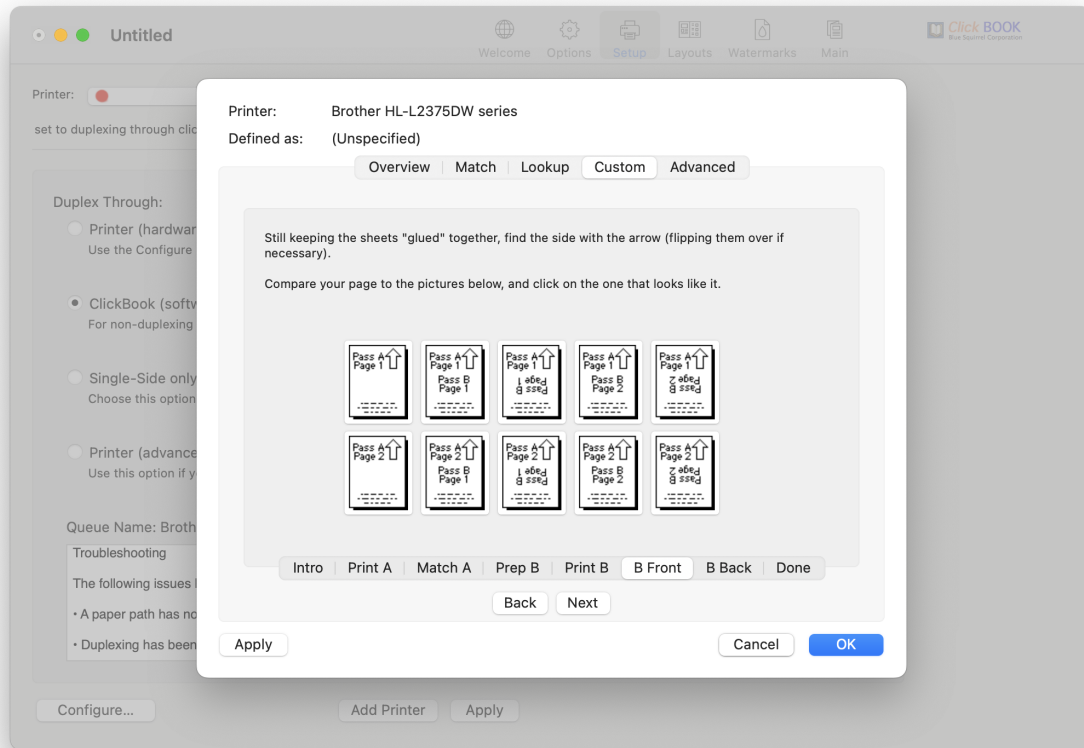 Untitled
Welcome Options Setup Layouts Watermarks Main
Click BOOK
Blue Squirrel Corporation
Printer:
set to duplexing through clic
Duplex Through:
Printer (hardwar
Use the Configure
ClickBook (softw
For non-duplexing
Single-Side only
Choose this option
Printer (advance
Use this option if y
Queue Name: Broth
Troubleshooting
The following issues
• A paper path has no
• Duplexing has been
Configure...
Add Printer
Apply
Printer: Brother HL-L2375DW series
Defined as: (Unspecified)
Overview Match Lookup Custom Advanced
Still keeping the sheets "glued" together, find the side with the arrow (flipping them over if
necessary).
Compare your page to the pictures below, and click on the one that looks like it.
Pass A Pass A Pass A Pass A Pass A
Page 1 Page 1 Page 1 Page 1 Page 1
Pass B Page 1 Pass B Page 2
Page 1 Pass B Page 2 Pass B
Pass A Pass A Pass A Pass A Pass A
Page 2 Page 2 Page 2 Page 2 Page 2
Pass B Page 1 Pass B Page 2
Page 1 Pass B Page 2 Pass B
Intro Print A Match A Prep B Print B B Front B Back Done
Back Next
Apply Cancel OK